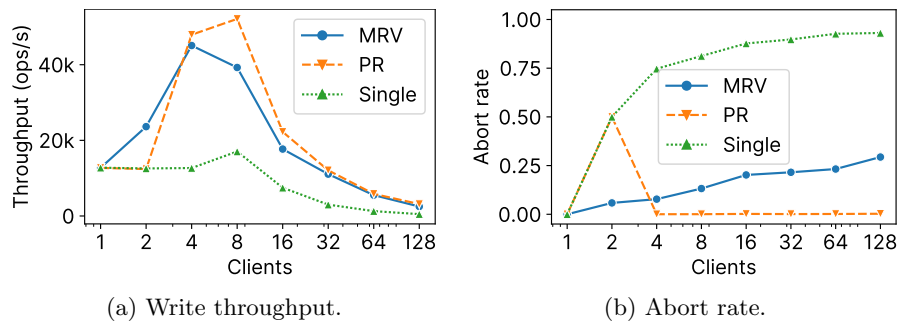 40k
20k
0
Throughput (ops/s)
MRV
PR
Single
1 2 4 8 16 32 64 128
Clients
(a) Write throughput.
1.00
0.75
0.50
0.25
0.00
Abort rate
MRV
PR
Single
1 2 4 8 16 32 64 128
Clients
(b) Abort rate.